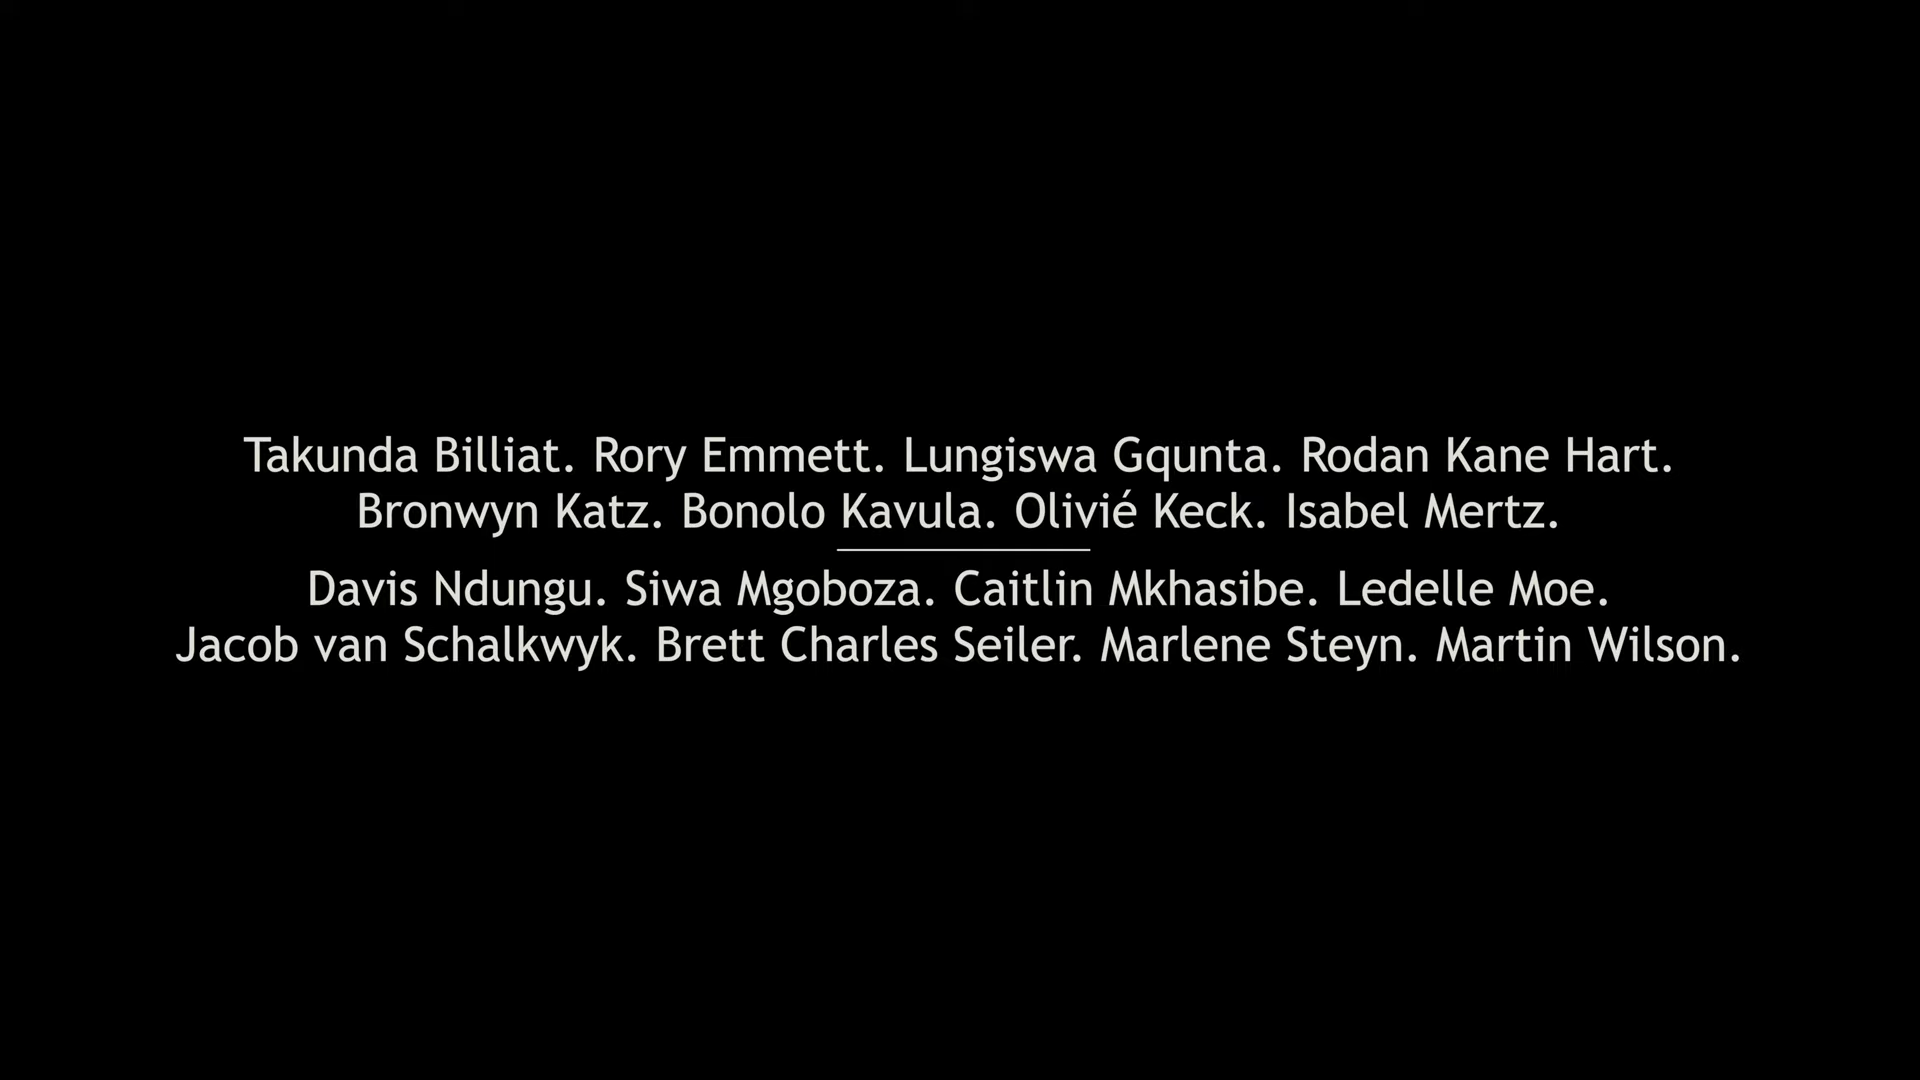 Takunda Billiat. Rory Emmett. Lungiswa Gqunta. Rodan Kane Hart.
Bronwyn Katz. Bonolo Kavula. Olivié Keck. Isabel Mertz.
Davis Ndungu. Siwa Mgoboza. Caitlin Mkhasibe. Ledelle Moe.
Jacob van Schalkwyk. Brett Charles Seiler. Marlene Steyn. Martin Wilson.